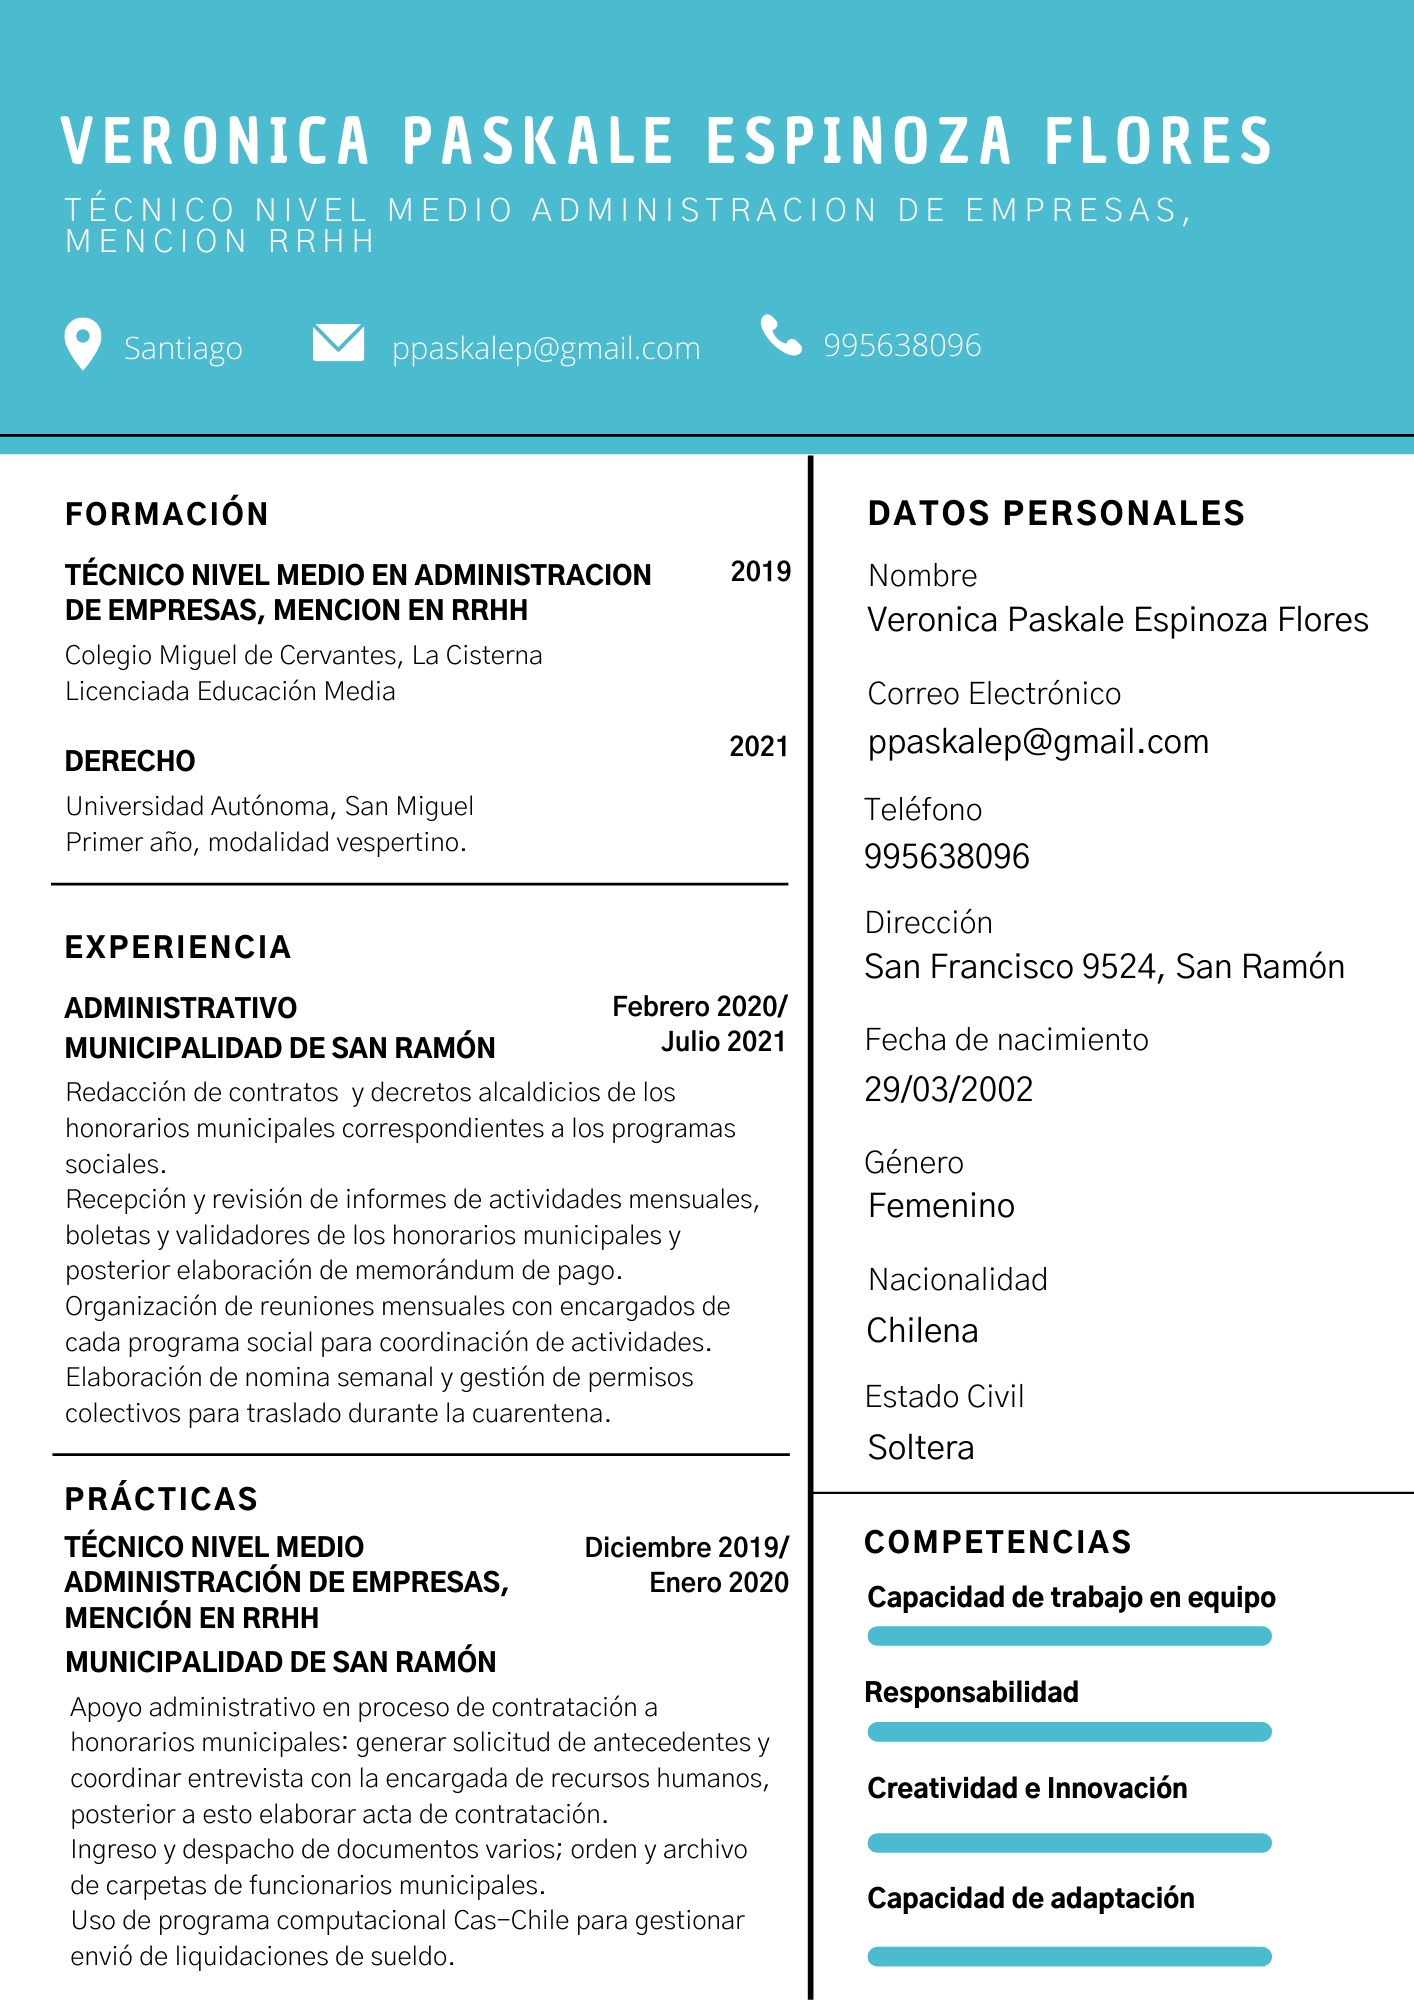 VERONICA PASKALE ESPINOZA FLORES
TÉCNICO NIVEL MEDIO ADMINISTRACION DE EMPRESAS,
MENCION RRHH
Santiago
ppaskalep@gmail.com
995638096
FORMACIÓN
TÉCNICO NIVEL MEDIO EN ADMINISTRACION
DE EMPRESAS, MENCION EN RRHH
2019
Colegio Miguel de Cervantes, La Cisterna
Licenciada Educación Media
DERECHO
2021
Universidad Autónoma, San Miguel
Primer año, modalidad vespertino.
EXPERIENCIA
ADMINISTRATIVO
MUNICIPALIDAD DE SAN RAMÓN
Febrero 2020/
Julio 2021
Redacción de contratos  y decretos alcaldicios de los
honorarios municipales correspondientes a los programas
sociales.
Recepción y revisión de informes de actividades mensuales,
boletas y validadores de los honorarios municipales y
posterior elaboración de memorándum de pago.
Organización de reuniones mensuales con encargados de
cada programa social para coordinación de actividades.
Elaboración de nomina semanal y gestión de permisos
colectivos para traslado durante la cuarentena.
PRÁCTICAS
TÉCNICO NIVEL MEDIO
ADMINISTRACIÓN DE EMPRESAS,
MENCIÓN EN RRHH
Diciembre 2019/
Enero 2020
MUNICIPALIDAD DE SAN RAMÓN
Apoyo administrativo en proceso de contratación a
honorarios municipales: generar solicitud de antecedentes y
coordinar entrevista con la encargada de recursos humanos,
posterior a esto elaborar acta de contratación.
Ingreso y despacho de documentos varios; orden y archivo
de carpetas de funcionarios municipales.
Uso de programa computacional Cas-Chile para gestionar
envió de liquidaciones de sueldo.
DATOS PERSONALES
Nombre
Veronica Paskale Espinoza Flores
Correo Electrónico
ppaskalep@gmail.com
Teléfono
995638096
Dirección
San Francisco 9524, San Ramón
Fecha de nacimiento
29/03/2002
Género
Femenino
Nacionalidad
Chilena
Estado Civil
Soltera
COMPETENCIAS
Capacidad de trabajo en equipo
Responsabilidad
Creatividad e Innovación
Capacidad de adaptación